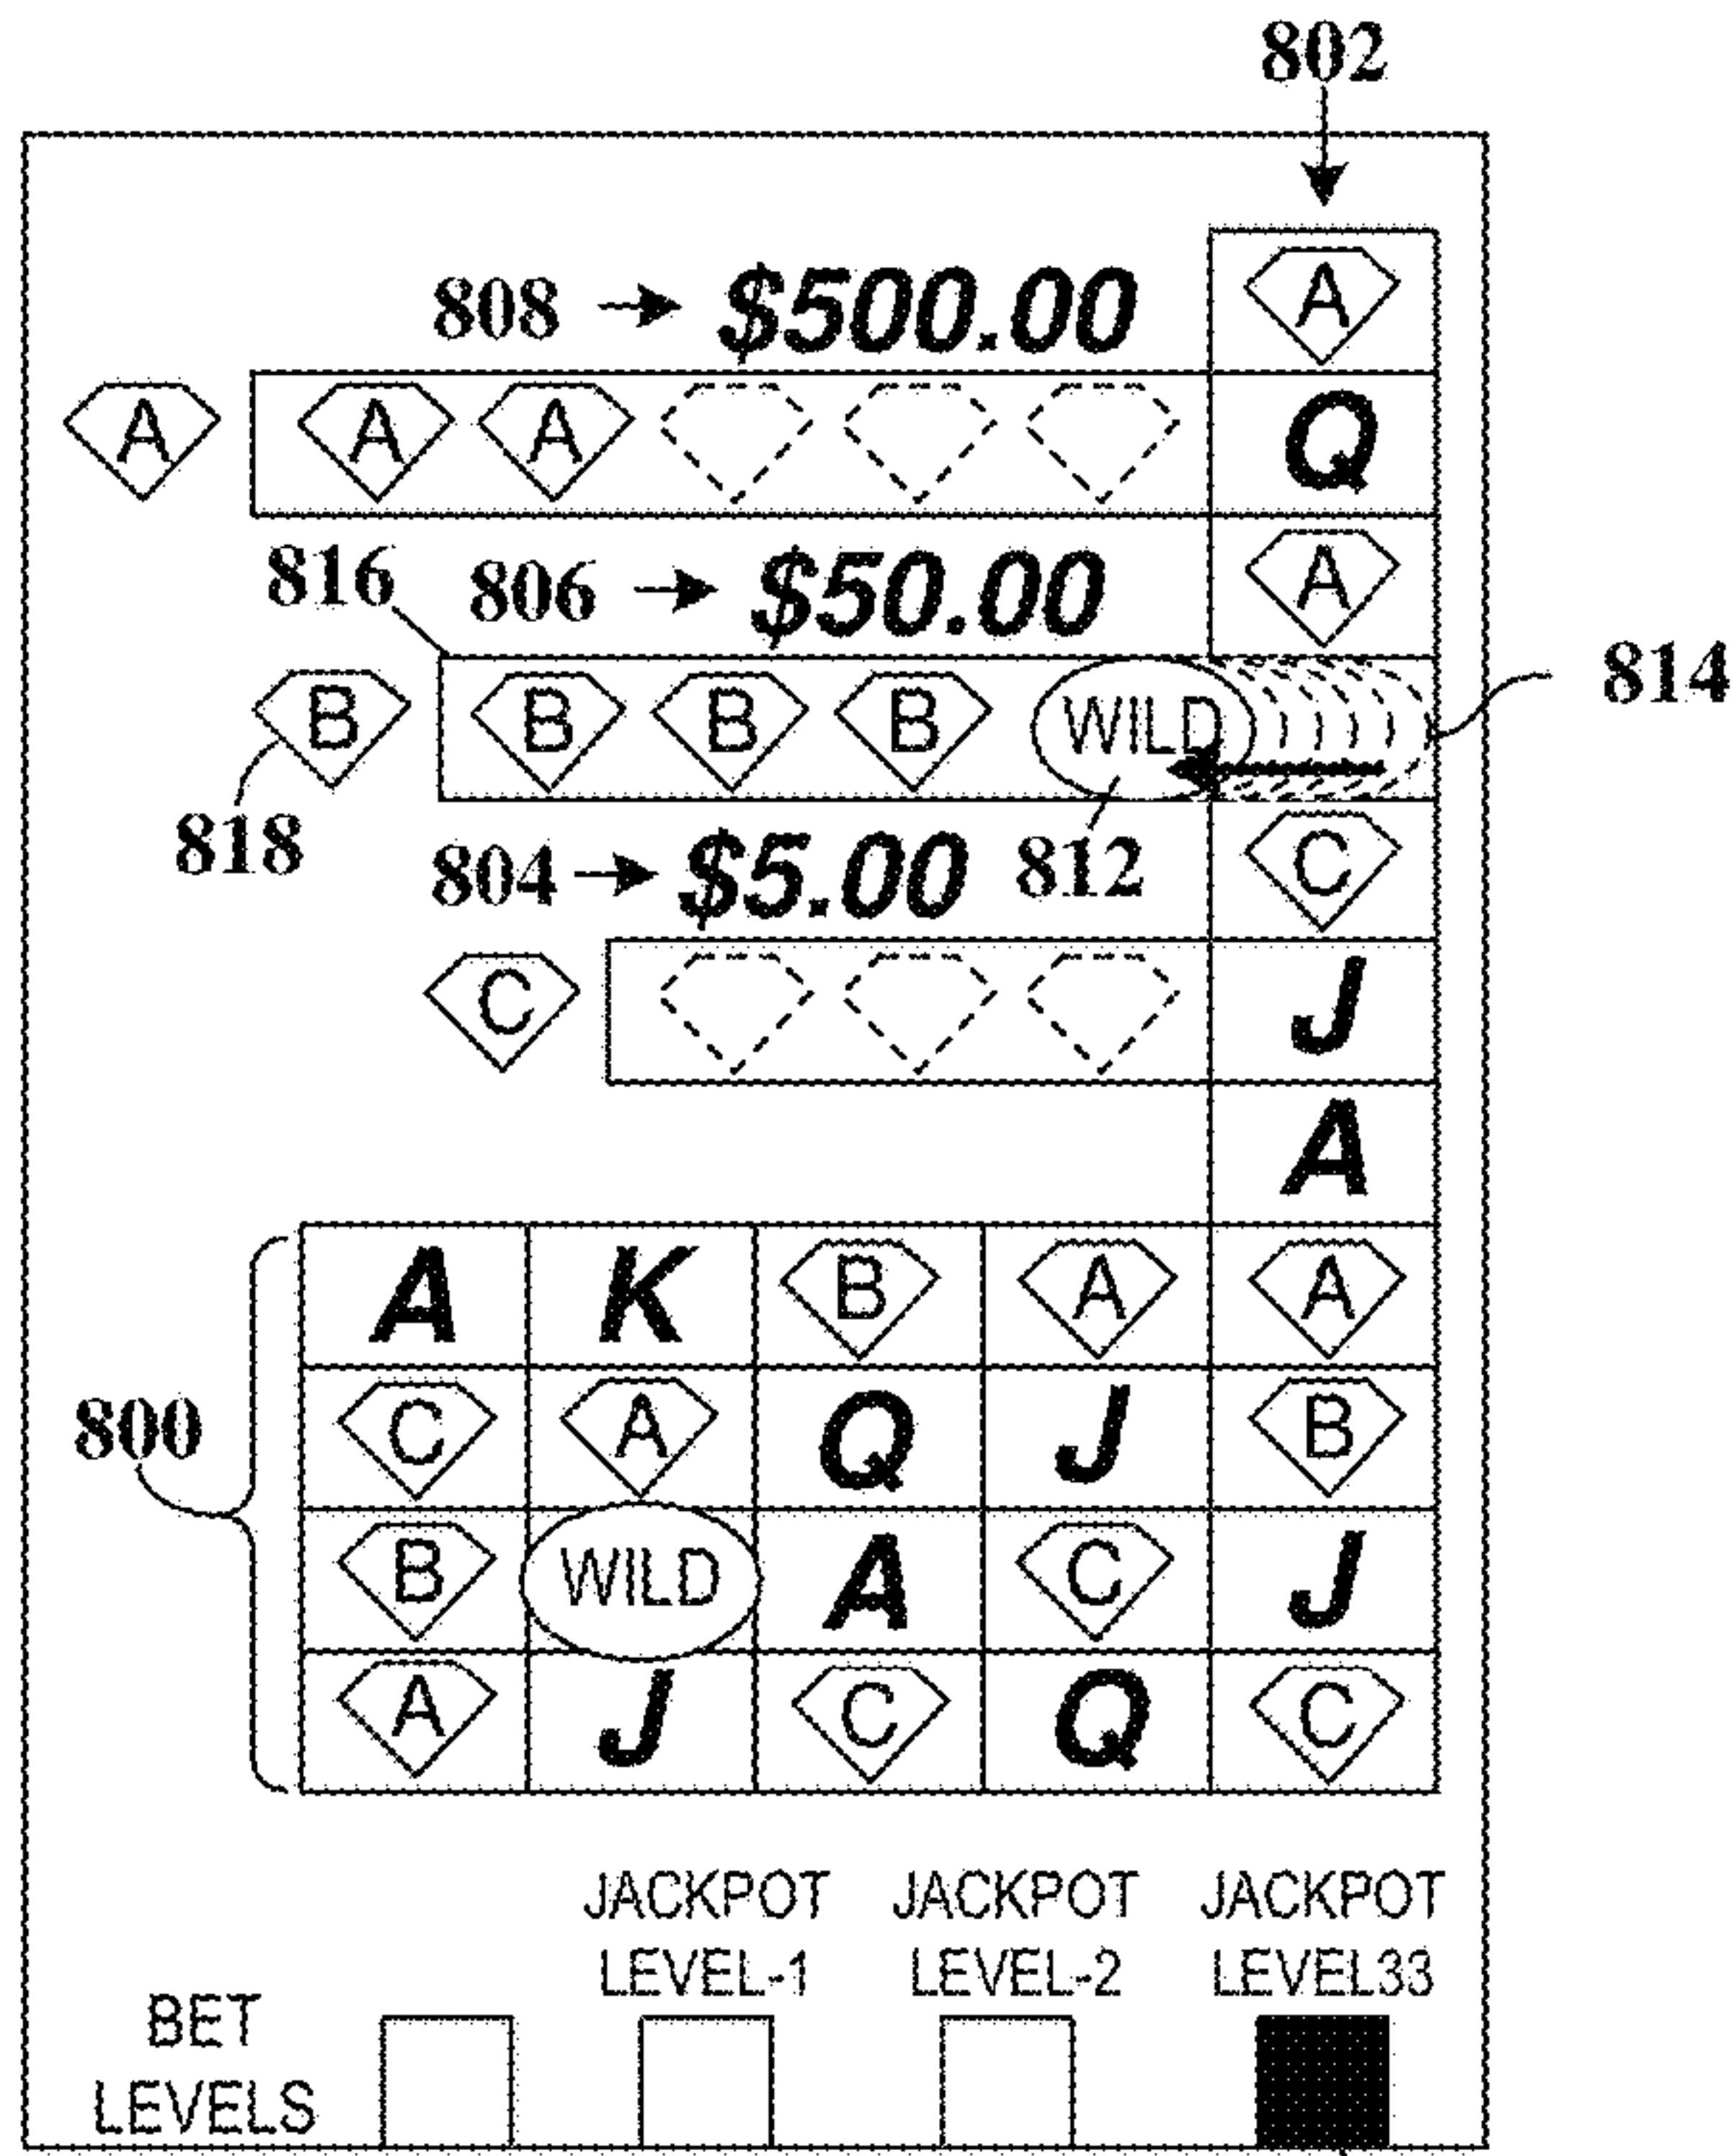 802
808 $500.00 A
A A A Q
816 806 $50.00 A
B B B B WILD 814
818 804 $5.00 812 C
C J
A
A K B A A
800 C A Q J B
B WILD A C J
A J C Q C
JACKPOT JACKPOT JACKPOT
LEVEL-1 LEVEL-2 LEVEL33
BET
LEVELS